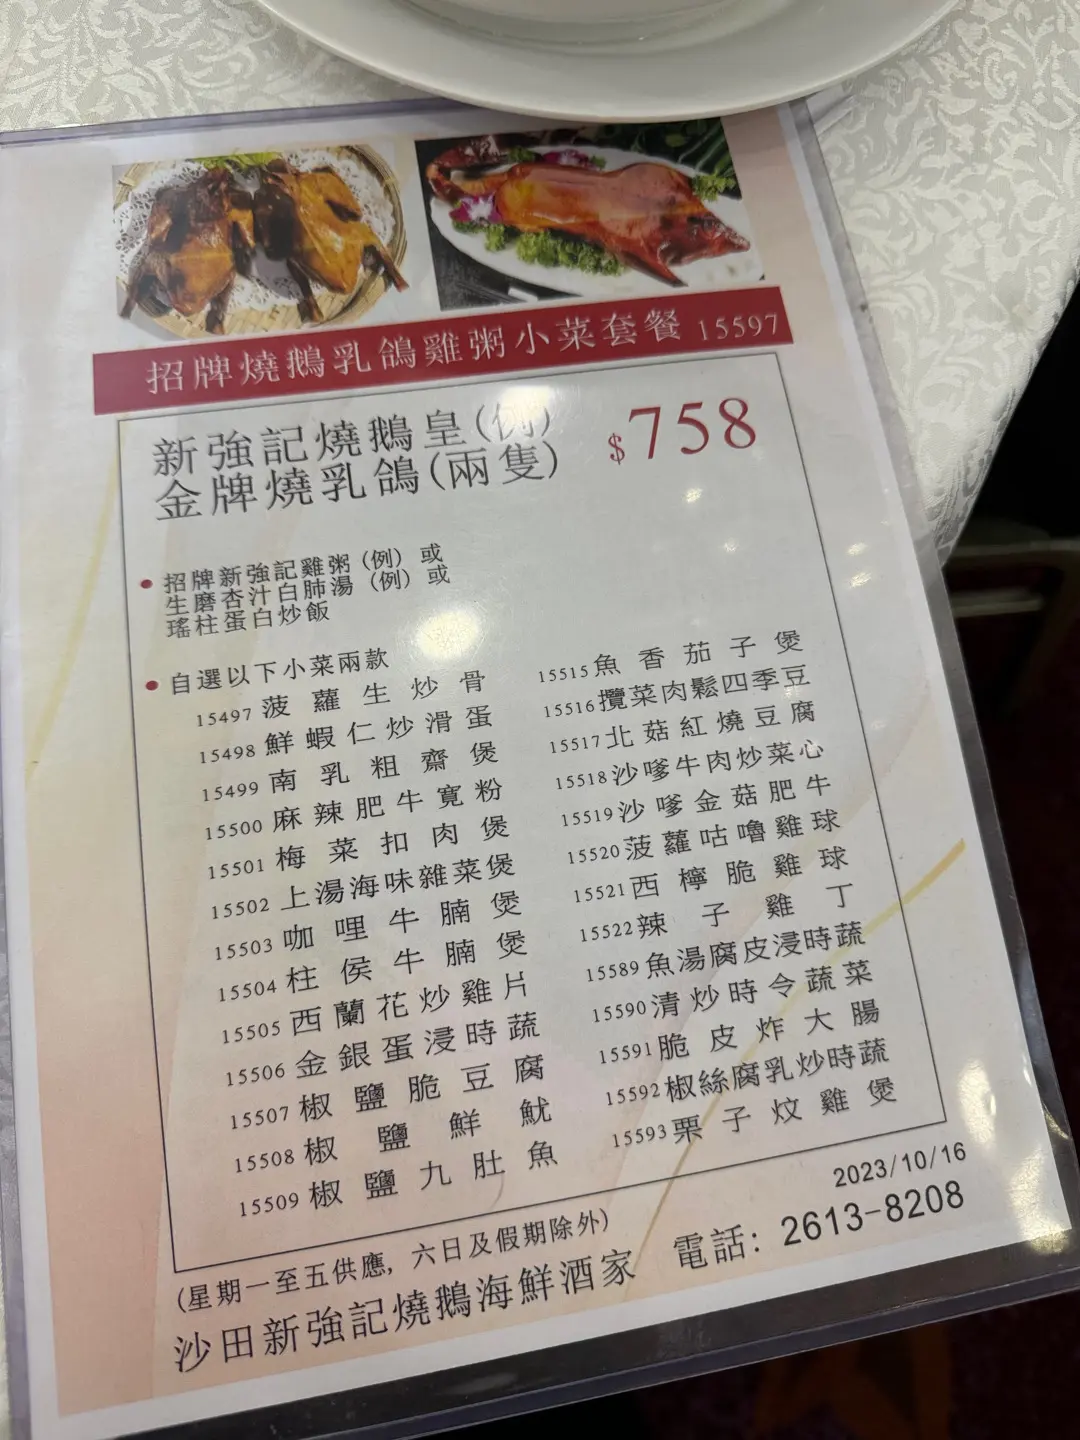 招牌燒鵝乳鴿雞粥小菜套餐 15597
新強記燒鵝皇(例)
金牌燒乳鴿(兩隻)
$758
• 招牌新強記雞粥 (例) 或
生磨杏汁白肺湯 (例) 或
瑤柱蛋白炒飯
• 自選以下小菜兩款
15497 菠蘿生炒骨
15498 鮮蝦仁炒滑蛋
15499 南乳粗齋煲
15500 麻辣肥牛寬粉
15501 梅菜扣肉煲
15502 上湯海味雜菜煲
15503 咖哩牛腩煲
15504 柱侯牛腩煲
15505 西蘭花炒雞片
15506 金銀蛋浸時蔬
15507 椒鹽脆豆腐
15508 椒鹽鮮魷
15509 椒鹽九肚魚
15515 魚香茄子煲
15516 攬菜肉鬆四季豆
15517 北菇紅燒豆腐
15518 沙嗲牛肉炒菜心
15519 沙嗲金菇肥牛
15520 菠蘿咕嚕雞球
15521 西檸脆雞球
15522 辣子雞丁
15589 魚湯腐皮浸時蔬
15590 清炒時令蔬菜
15591 脆皮炸大腸
15592 椒絲腐乳炒時蔬
15593 栗子炆雞煲
2023/10/16
(星期一至五供應, 六日及假期除外)
沙田新強記燒鵝海鮮酒家 電話: 2613-8208